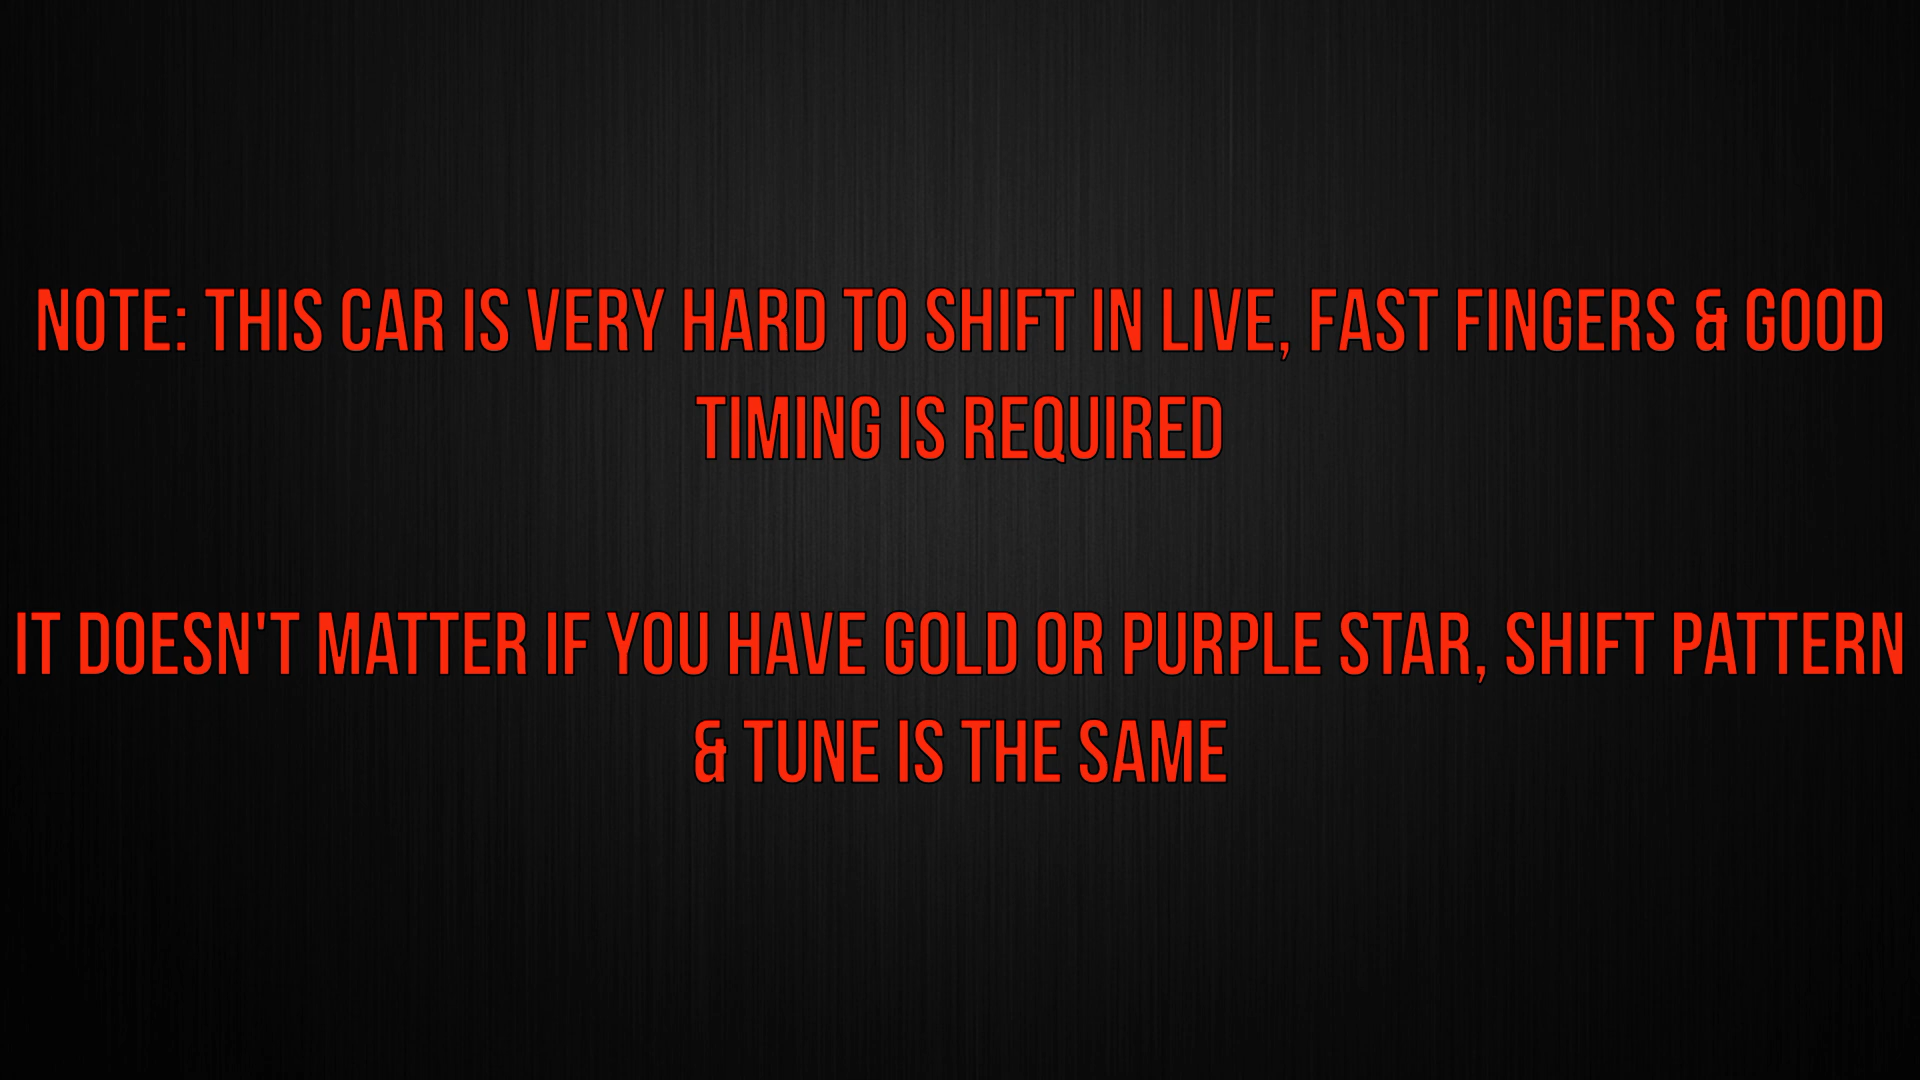 NOTE: THIS CAR IS VERY HARD TO SHIFT IN LIVE, FAST FINGERS & GOOD
TIMING IS REQUIRED
IT DOESN'T MATTER IF YOU HAVE GOLD OR PURPLE STAR, SHIFT PATTERN
& TUNE IS THE SAME